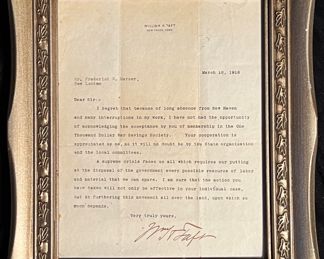 WILLIAM H. TAFT
NEW HAVEN, CONN.
March 18, 1918
Mr. Frederick
New London
Dear Sir:-
I regret that because of long absence from New Haven
and many interruptions in my work, I have not had the opportunity
of acknowledging the acceptance by you of membership in the One
Thousand Dollar War Savings Society. Your cooperation is
appreciated by me, as it will no doubt be by the State organization
and the local committees.
A supreme crisis faces us all which requires our putting
at the disposal of the government every possible resource of labor
and material that we can spare. I am sure that the action you
have taken will not only be effective in your individual case,
but in furthering this movement all over the land, upon which so
much depends.
Very truly yours,
Wm H Taft